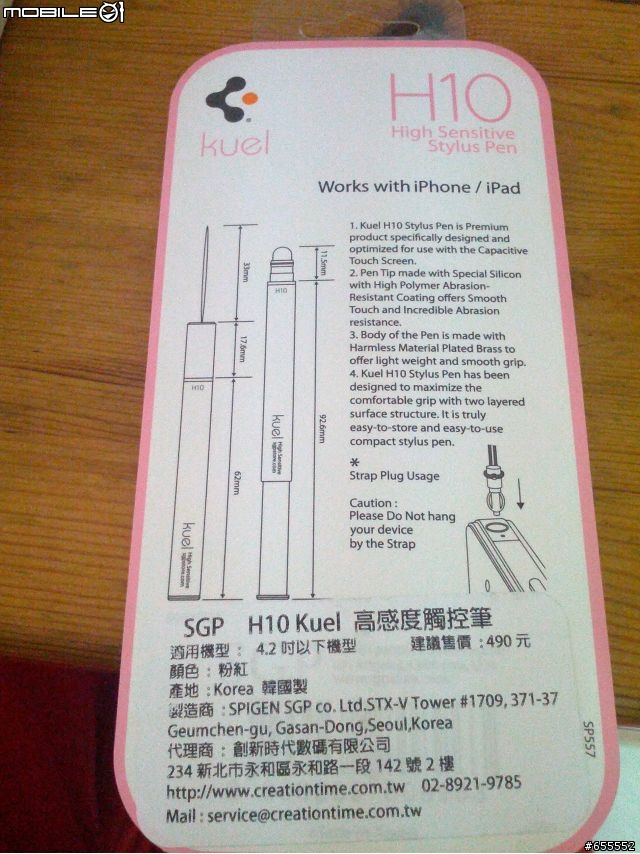 MOBILE01
kuel
H10
High Sensitive
Stylus Pen
Works with iPhone / iPad
1. Kuel H10 Stylus Pen is Premium
product specifically designed and
optimized for use with the Capacitive
Touch Screen.
2. Pen Tip made with Special Silicon
with High Polymer Abrasion-
Resistant Coating offers Smooth
Touch and Incredible Abrasion
resistance.
3. Body of the Pen is made with
Harmless Material Plated Brass to
offer light weight and smooth grip.
4. Kuel H10 Stylus Pen has been
designed to maximize the
comfortable grip with two layered
surface structure. It is truly
easy-to-store and easy-to-use
compact stylus pen.
*
Strap Plug Usage
Caution :
Please Do Not hang
your device
by the Strap
33mm
17.6mm
62mm
H10
kuel High Sensitive
sgpstore.com
11.5mm
92.6mm
H10
kuel High Sensitive
sgpstore.com
SGP H10 Kuel 高感度觸控筆
適用機型： 4.2吋以下機型 建議售價：490 元
顏色：粉紅
產地：Korea 韓國製
製造商：SPIGEN SGP co. Ltd.STX-V Tower #1709, 371-37
Geumchen-gu, Gasan-Dong,Seoul,Korea
代理商：創新時代數碼有限公司
234 新北市永和區永和路一段 142 號 2 樓
http://www.creationtime.com.tw 02-8921-9785
Mail : service@creationtime.com.tw
SP557
#655552